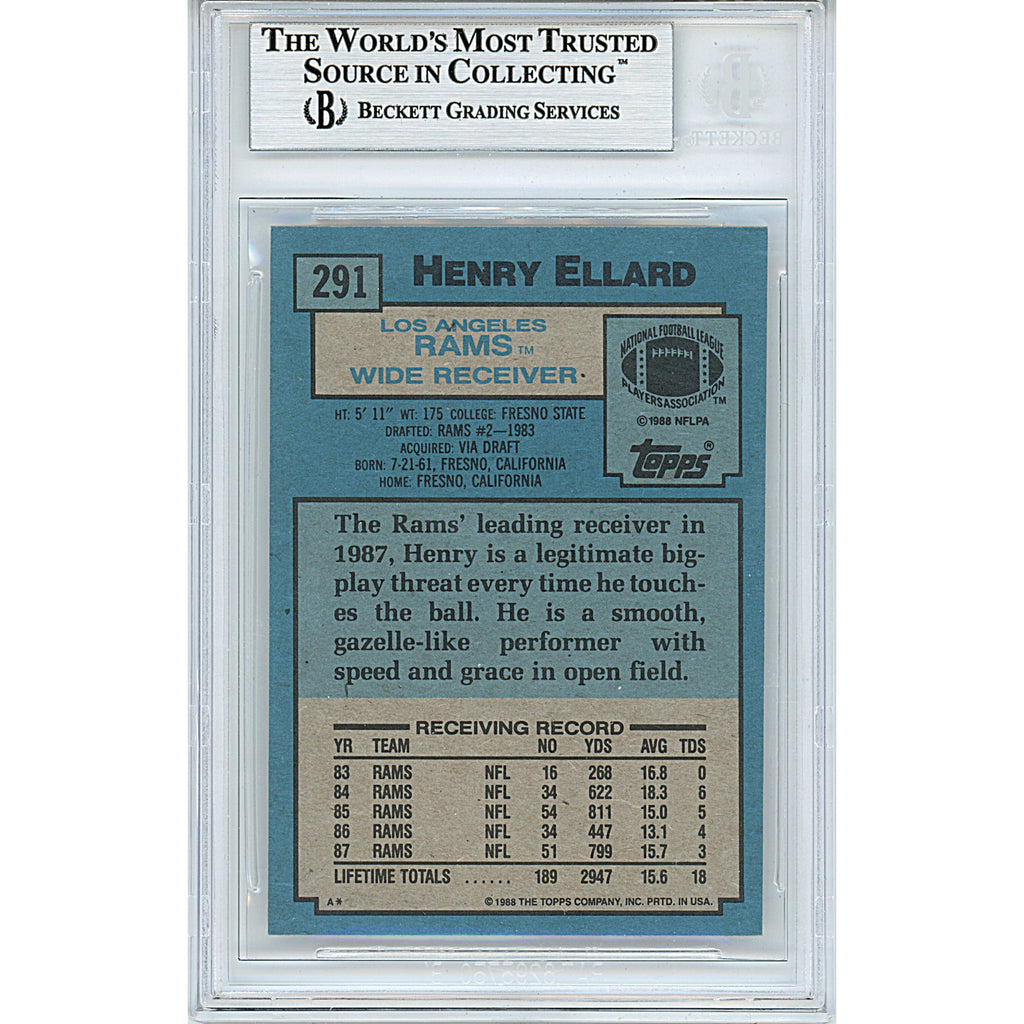 THE WORLD'S MOST TRUSTED
SOURCE IN COLLECTING™
B BECKETT GRADING SERVICES
BECKETT
291
HENRY ELLARD
LOS ANGELES
RAMS TM
WIDE RECEIVER
NATIONAL FOOTBALL LEAGUE
PLAYERS ASSOCIATION TM
© 1988 NFLPA
topps®
HT: 5' 11" WT: 175 COLLEGE: FRESNO STATE
DRAFTED: RAMS #2—1983
ACQUIRED: VIA DRAFT
BORN: 7-21-61, FRESNO, CALIFORNIA
HOME: FRESNO, CALIFORNIA
The Rams' leading receiver in
1987, Henry is a legitimate big-
play threat every time he touch-
es the ball. He is a smooth,
gazelle-like performer with
speed and grace in open field.
RECEIVING RECORD
YR TEAM NO YDS AVG TDS
83 RAMS NFL 16 268 16.8 0
84 RAMS NFL 34 622 18.3 6
85 RAMS NFL 54 811 15.0 5
86 RAMS NFL 34 447 13.1 4
87 RAMS NFL 51 799 15.7 3
LIFETIME TOTALS ...... 189 2947 15.6 18
A* © 1988 THE TOPPS COMPANY, INC. PRTD. IN USA.